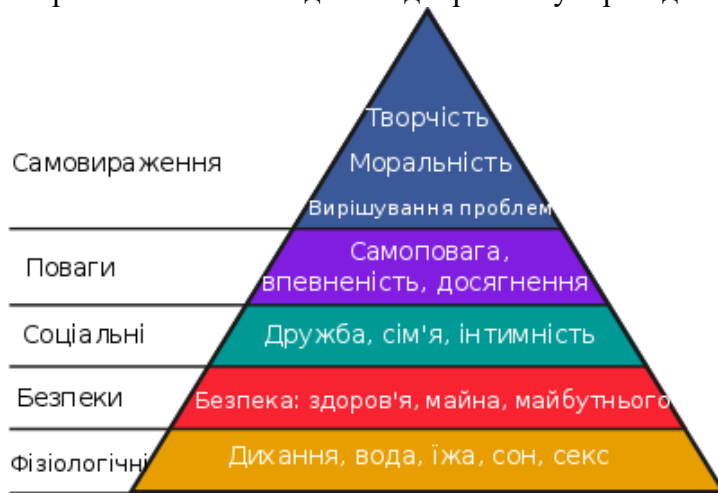 Творчість
Самовираження
Моральність
Вирішування проблем
Поваги
Самоповага,
впевненість, досягнення
Соціальні
Дружба, сім'я, інтимність
Безпеки
Безпека: здоров'я, майна, майбутнього
Фізіологічні
Дихання, вода, їжа, сон, секс